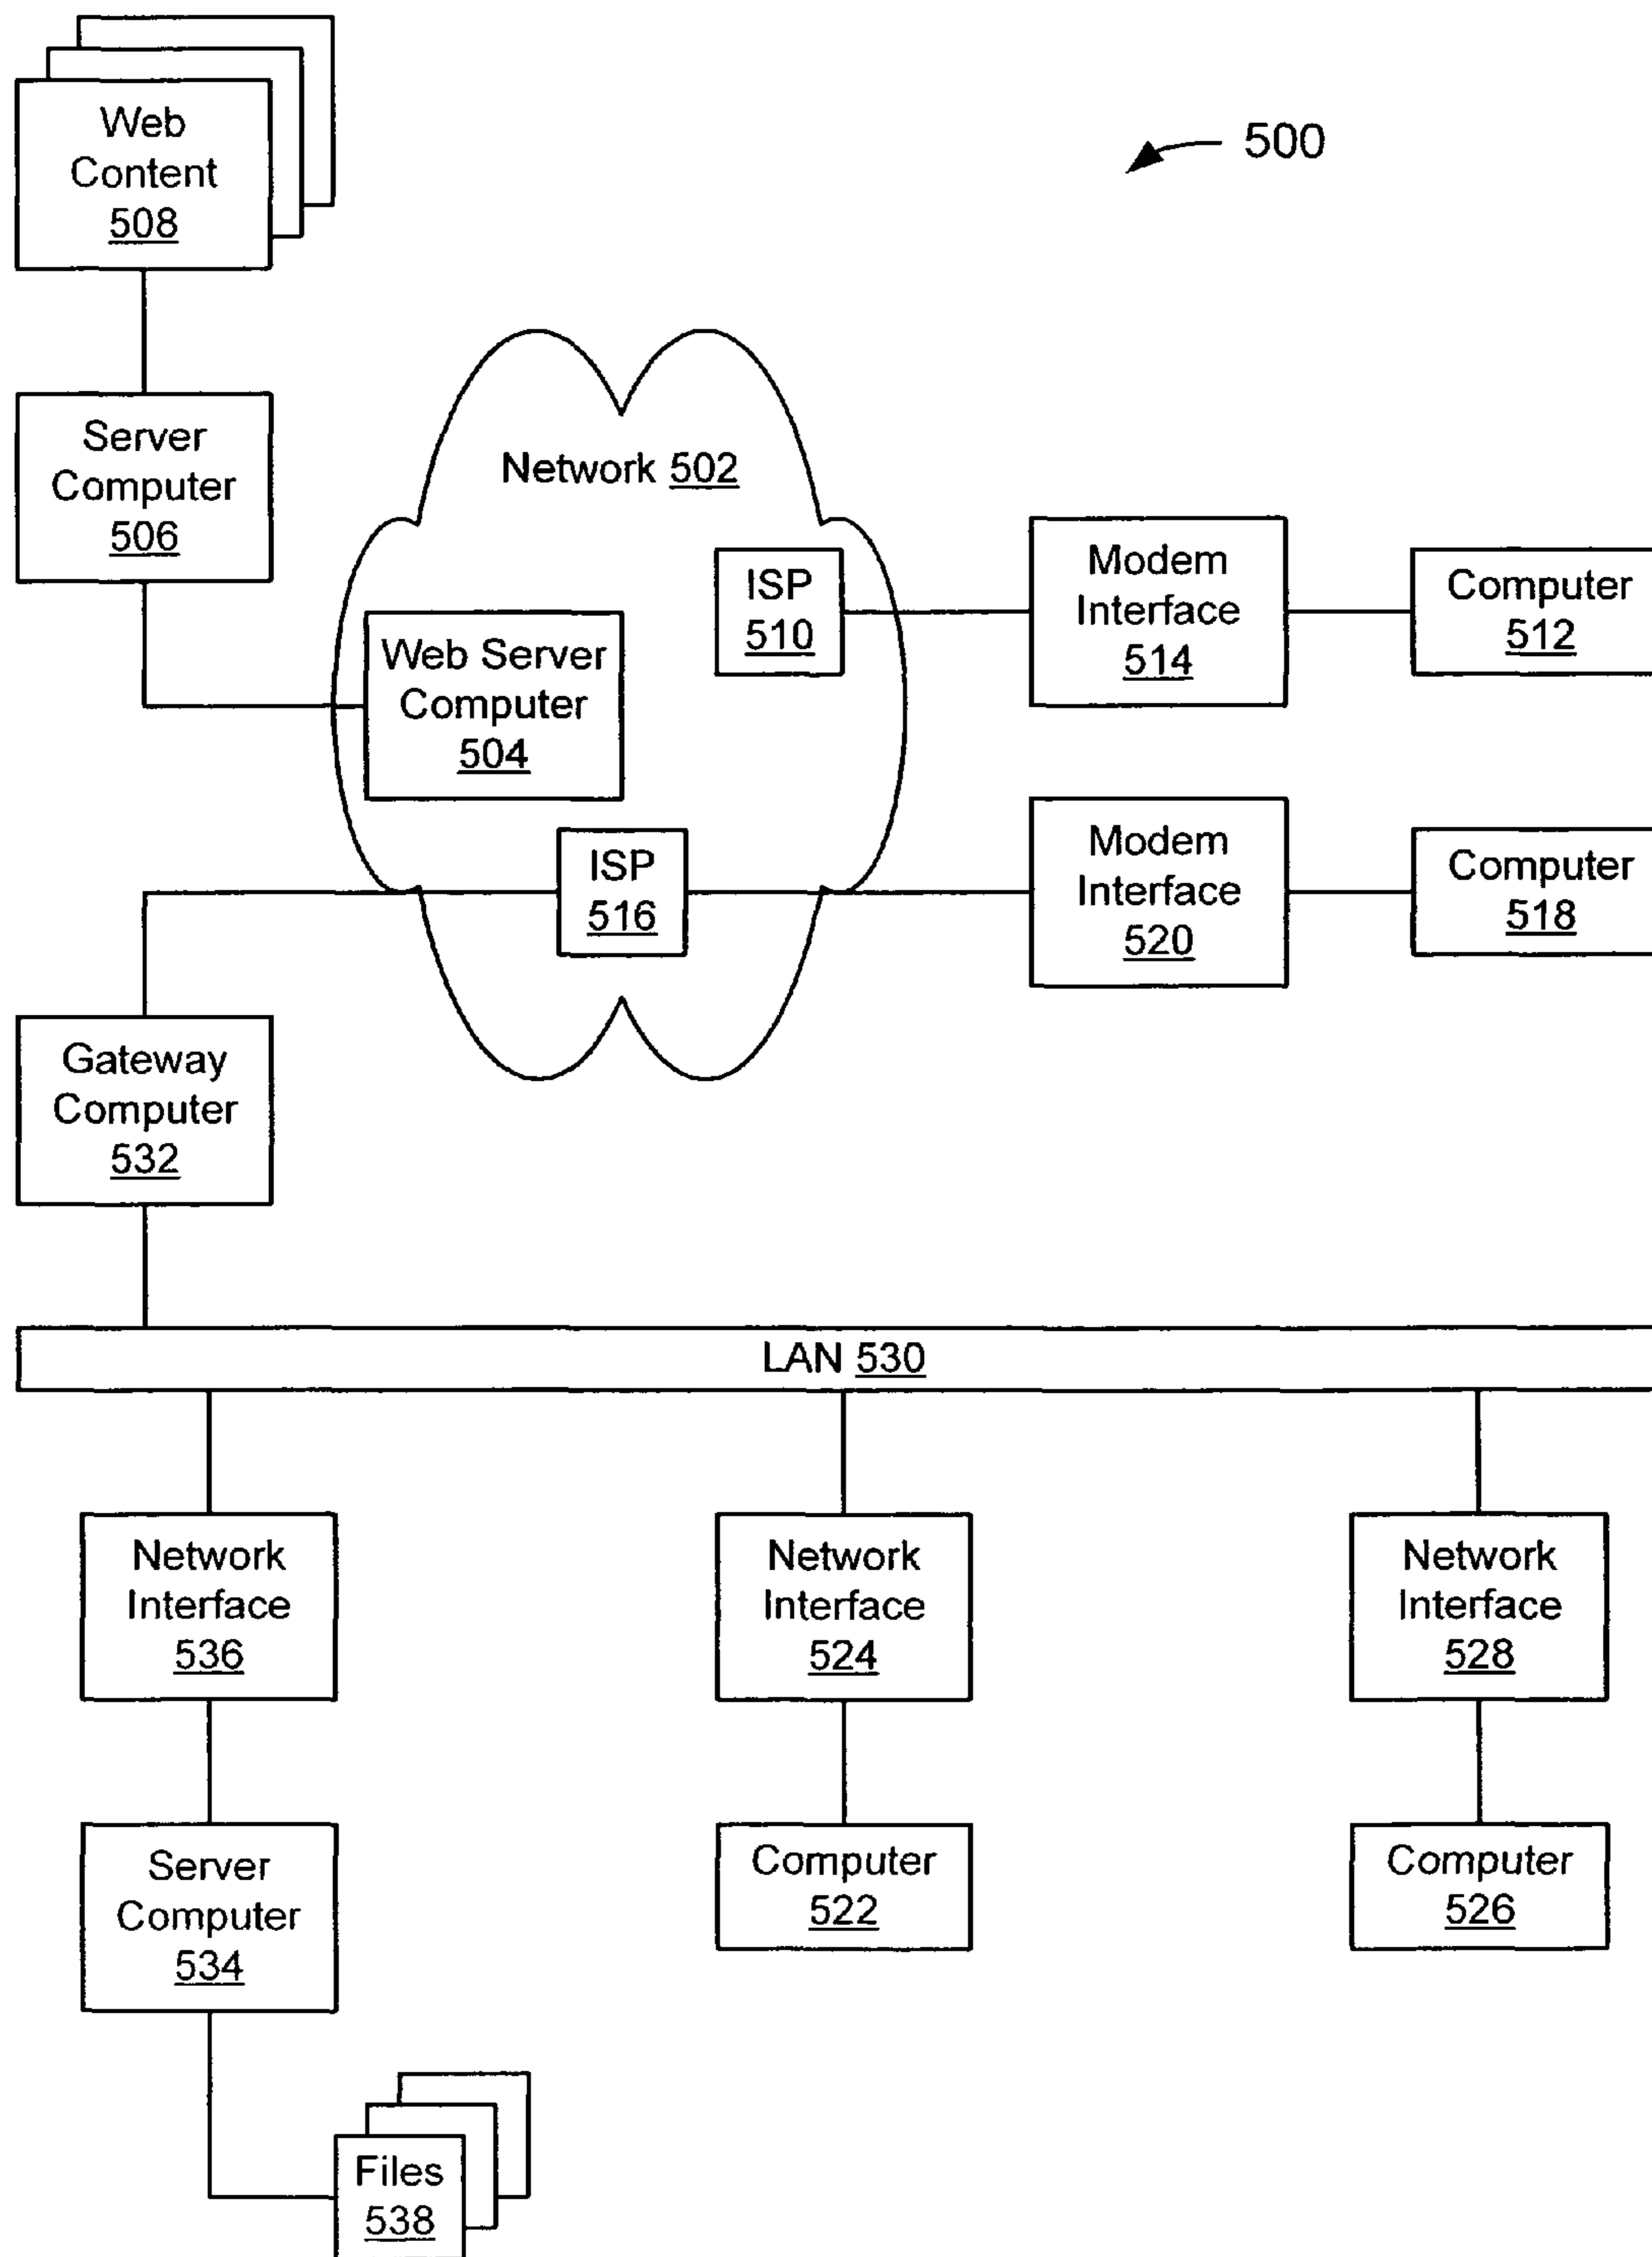 Web
Content
508
500
Server
Computer
506
Network 502
ISP
510
Modem
Interface
514
Computer
512
Web Server
Computer
504
ISP
516
Modem
Interface
520
Computer
518
Gateway
Computer
532
LAN 530
Network
Interface
536
Network
Interface
524
Network
Interface
528
Server
Computer
534
Computer
522
Computer
526
Files
538